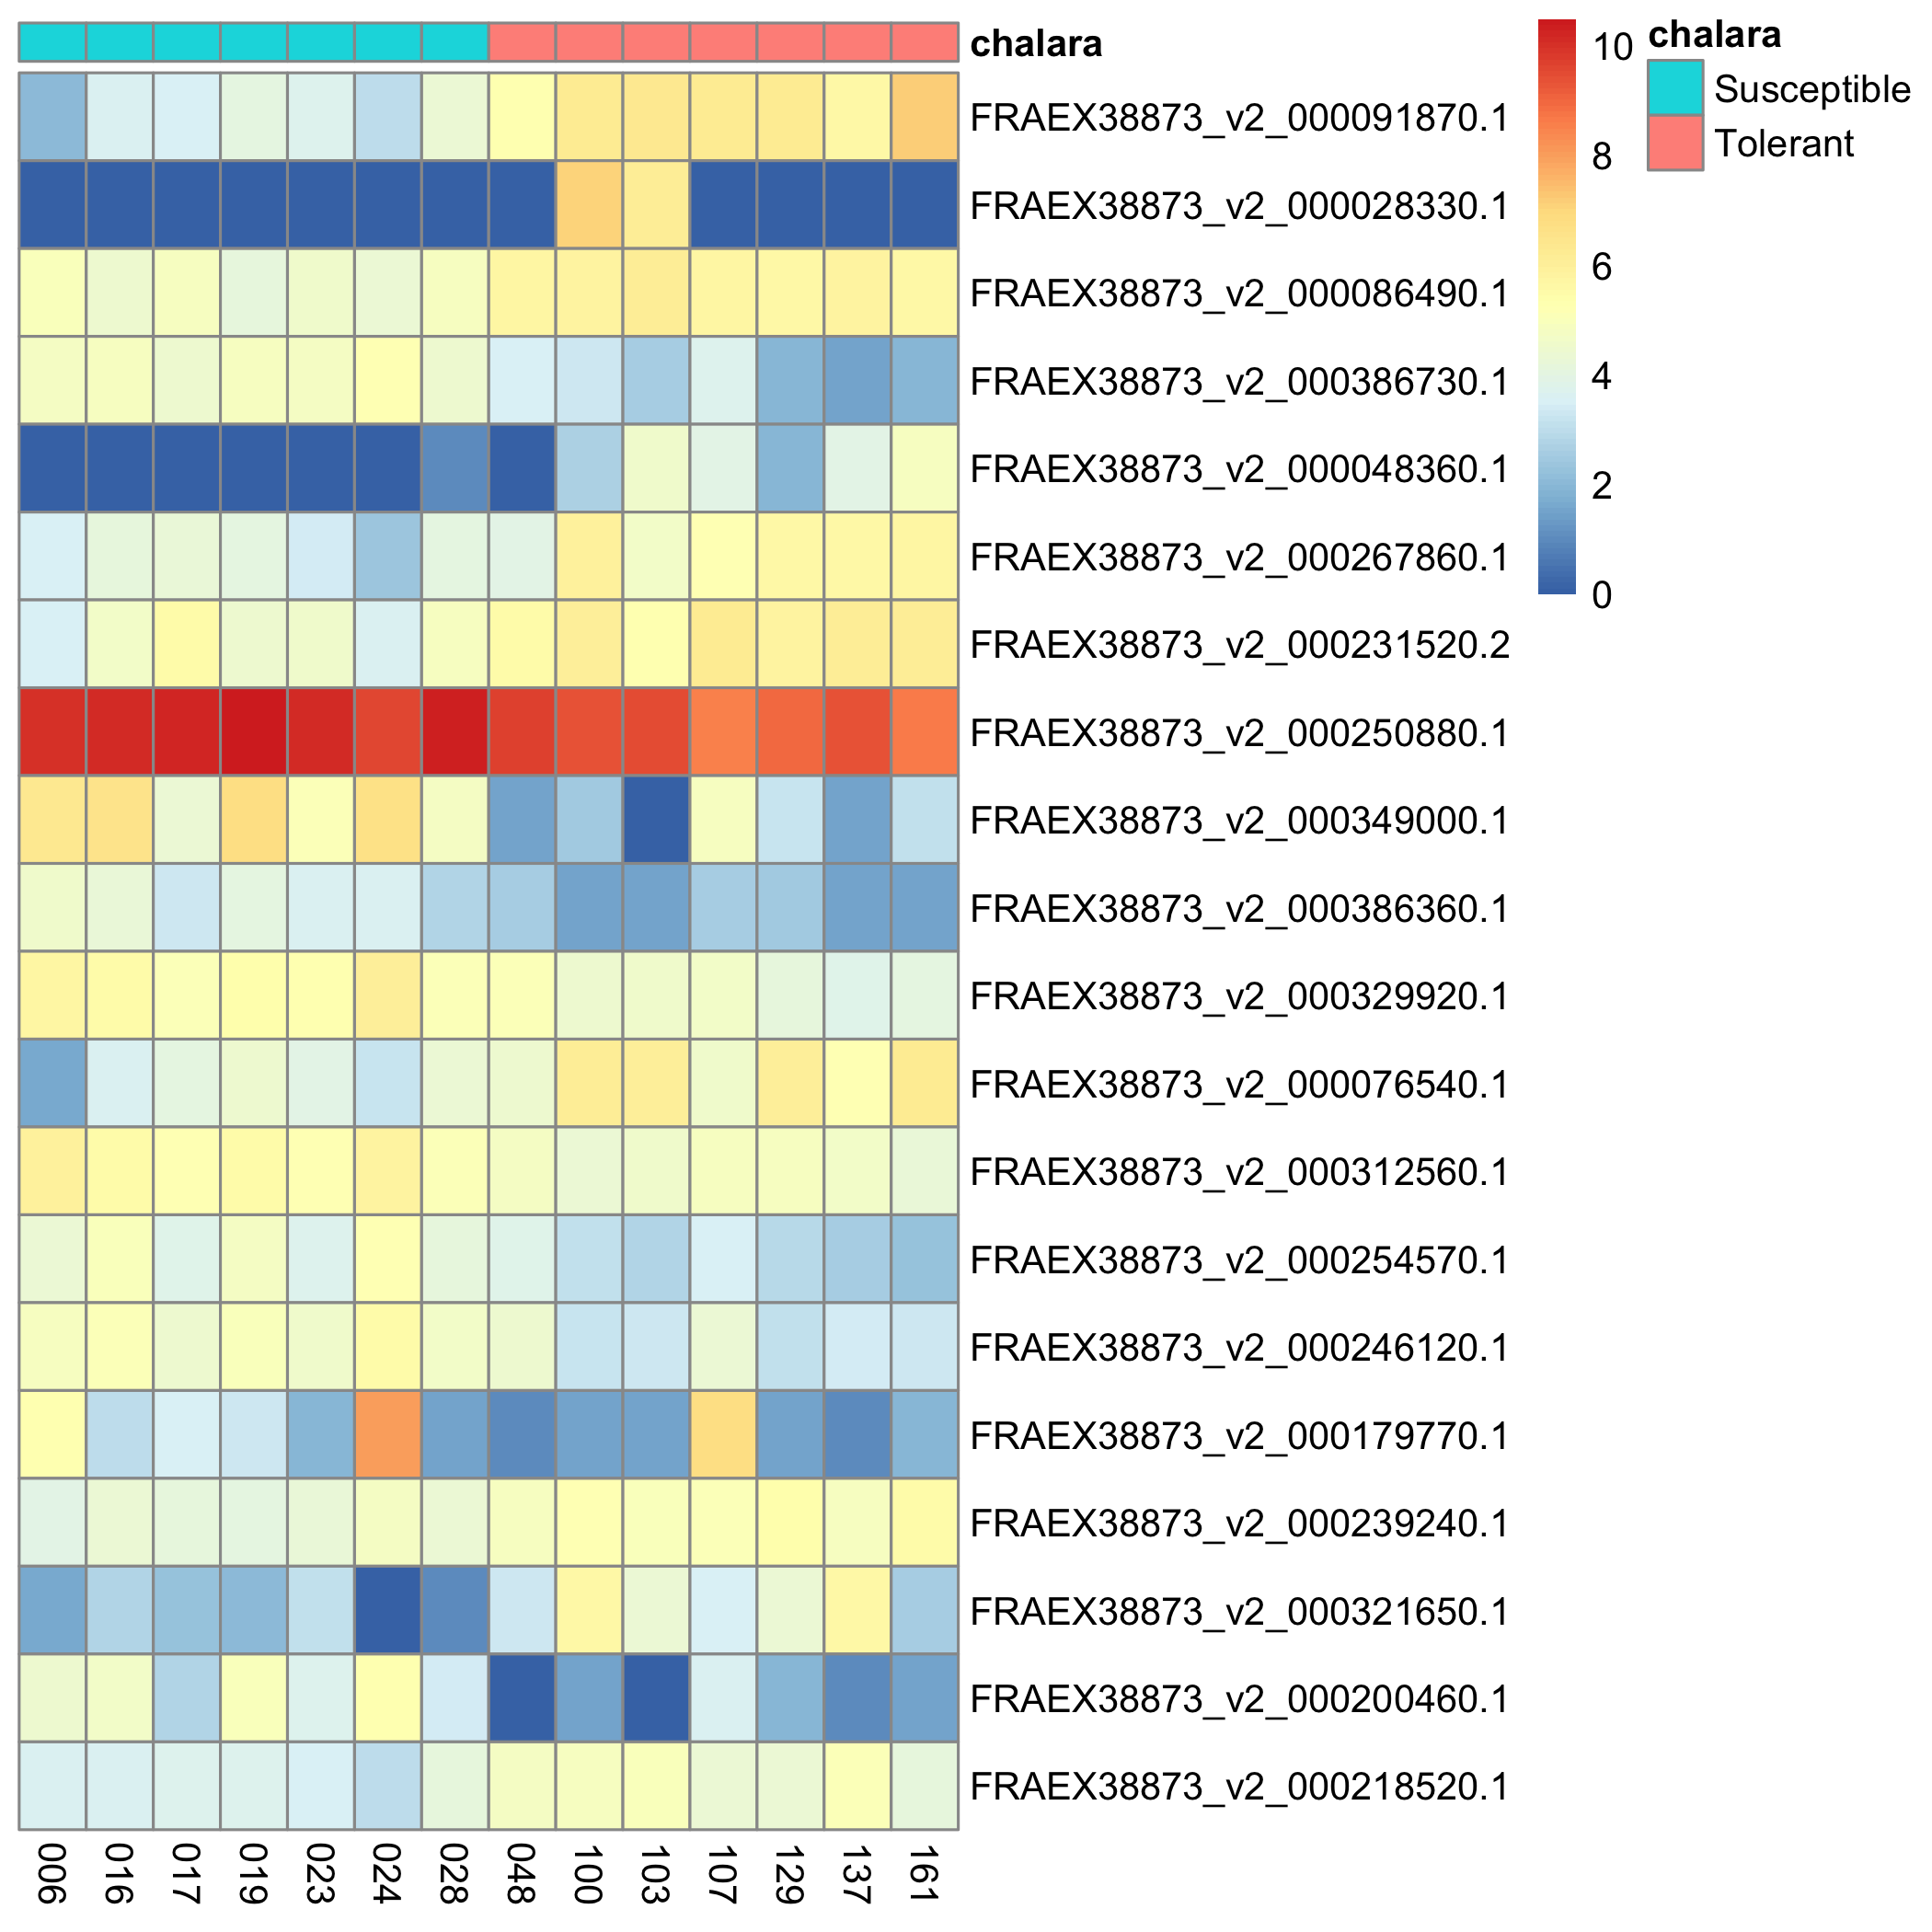 chalara
FRAEX38873_v2_000091870.1
FRAEX38873_v2_000028330.1
FRAEX38873_v2_000086490.1
FRAEX38873_v2_000386730.1
FRAEX38873_v2_000048360.1
FRAEX38873_v2_000267860.1
FRAEX38873_v2_000231520.2
FRAEX38873_v2_000250880.1
FRAEX38873_v2_000349000.1
FRAEX38873_v2_000386360.1
FRAEX38873_v2_000329920.1
FRAEX38873_v2_000076540.1
FRAEX38873_v2_000312560.1
FRAEX38873_v2_000254570.1
FRAEX38873_v2_000246120.1
FRAEX38873_v2_000179770.1
FRAEX38873_v2_000239240.1
FRAEX38873_v2_000321650.1
FRAEX38873_v2_000200460.1
FRAEX38873_v2_000218520.1
006
016
017
019
023
024
028
048
100
103
107
129
137
161
10
8
6
4
2
0
chalara
Susceptible
Tolerant